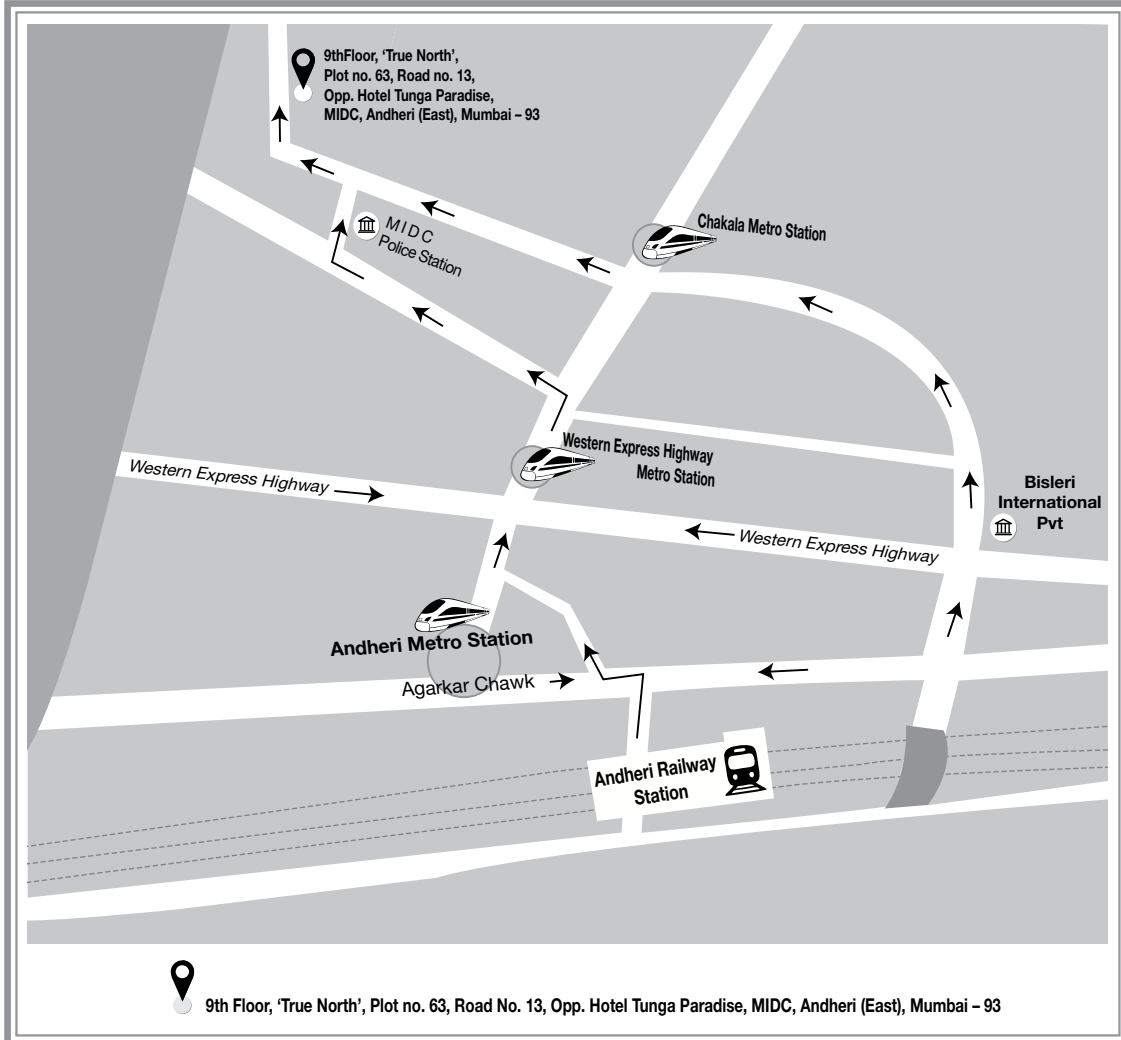 9thFloor, ‘True North’,
Plot no. 63, Road no. 13,
Opp. Hotel Tunga Paradise,
MIDC, Andheri (East), Mumbai – 93
Chakala Metro Station
MIDC
Police Station
Western Express Highway
Metro Station
Western Express Highway
Bisleri
International
Pvt
Western Express Highway
Andheri Metro Station
Agarkar Chawk
Andheri Railway
Station
9th Floor, ‘True North’, Plot no. 63, Road No. 13, Opp. Hotel Tunga Paradise, MIDC, Andheri (East), Mumbai – 93